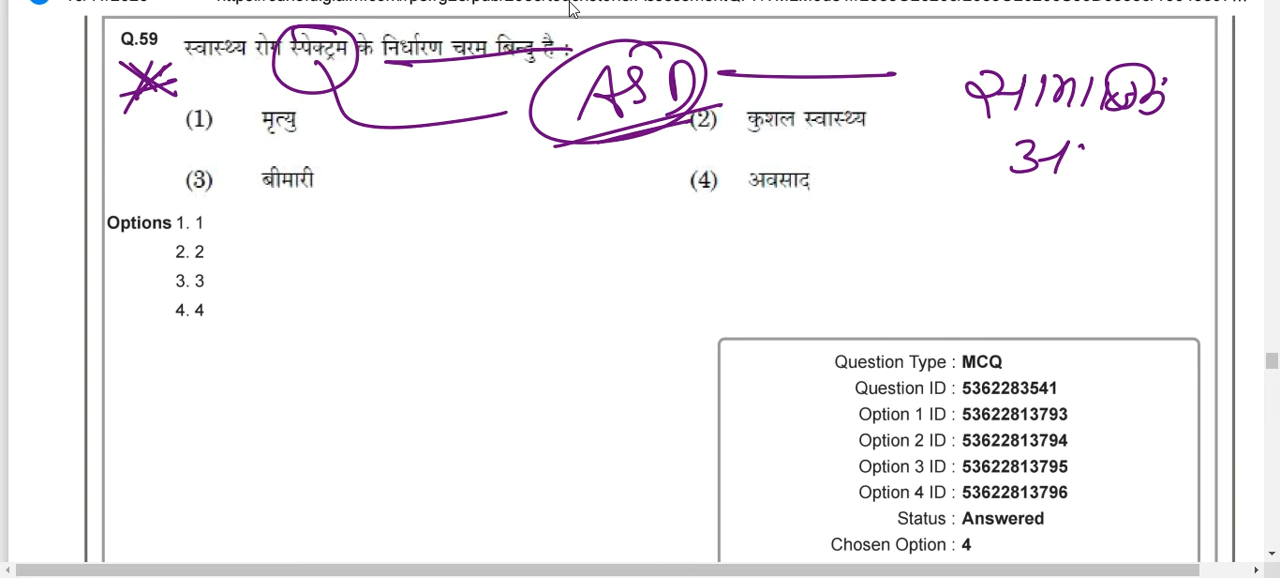 Q.59 स्वास्थ्य रोग स्पेक्ट्रम के निर्धारण चरम बिन्दु है :
ASD
(1) मृत्यु (2) कुशल स्वास्थ्य
(3) बीमारी (4) अवसाद
Options 1. 1
2. 2
3. 3
4. 4
Question Type : MCQ
Question ID : 5362283541
Option 1 ID : 53622813793
Option 2 ID : 53622813794
Option 3 ID : 53622813795
Option 4 ID : 53622813796
Status : Answered
Chosen Option : 4